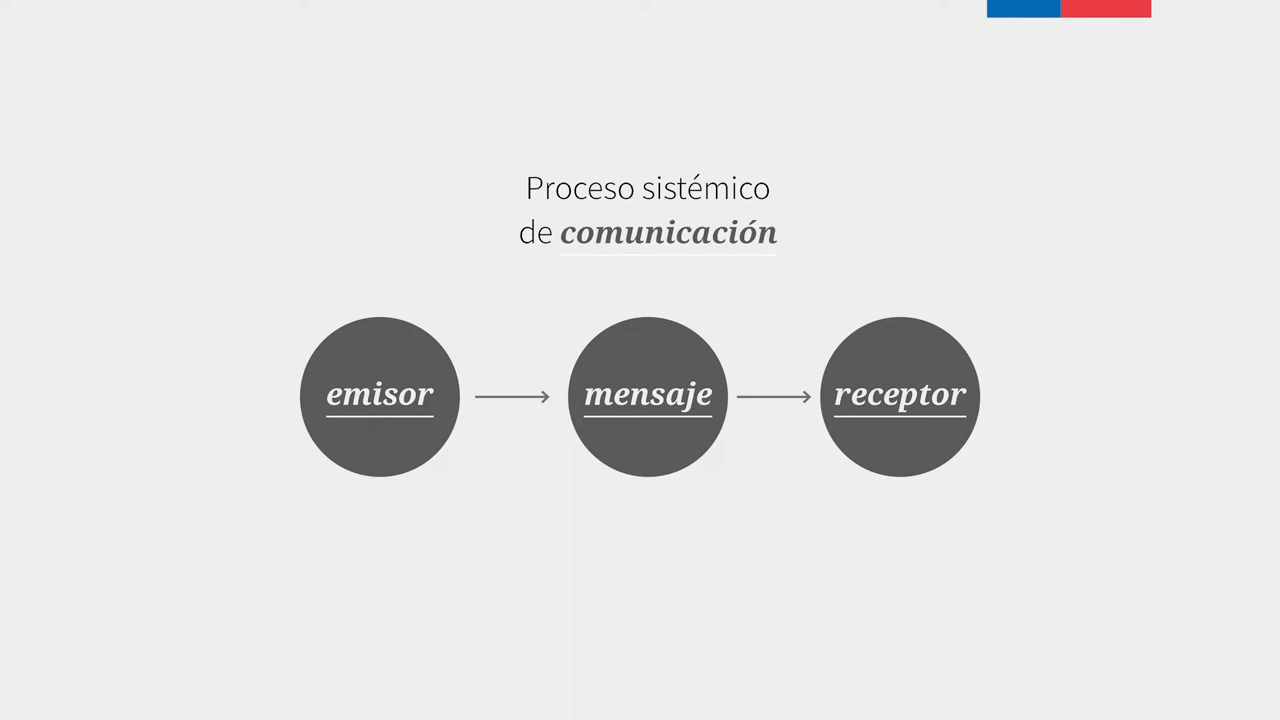 Proceso sistémico
de comunicación
emisor
mensaje
receptor